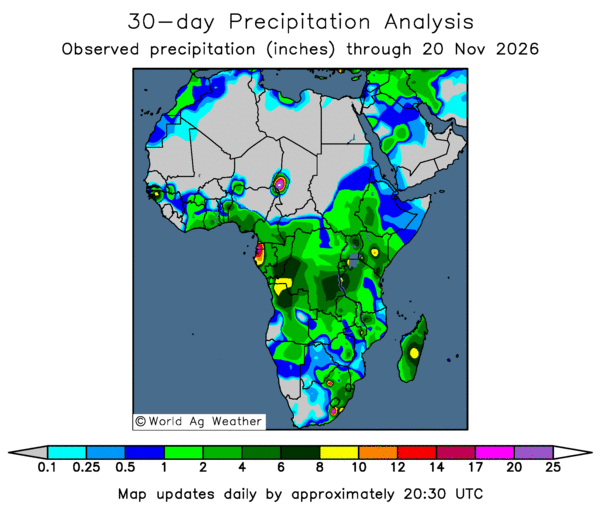 30-day Precipitation Analysis
Observed precipitation (inches) through 20 Nov 2026
© World Ag Weather
0.1 0.25 0.5 1 2 4 6 8 10 12 14 17 20 25
Map updates daily by approximately 20:30 UTC